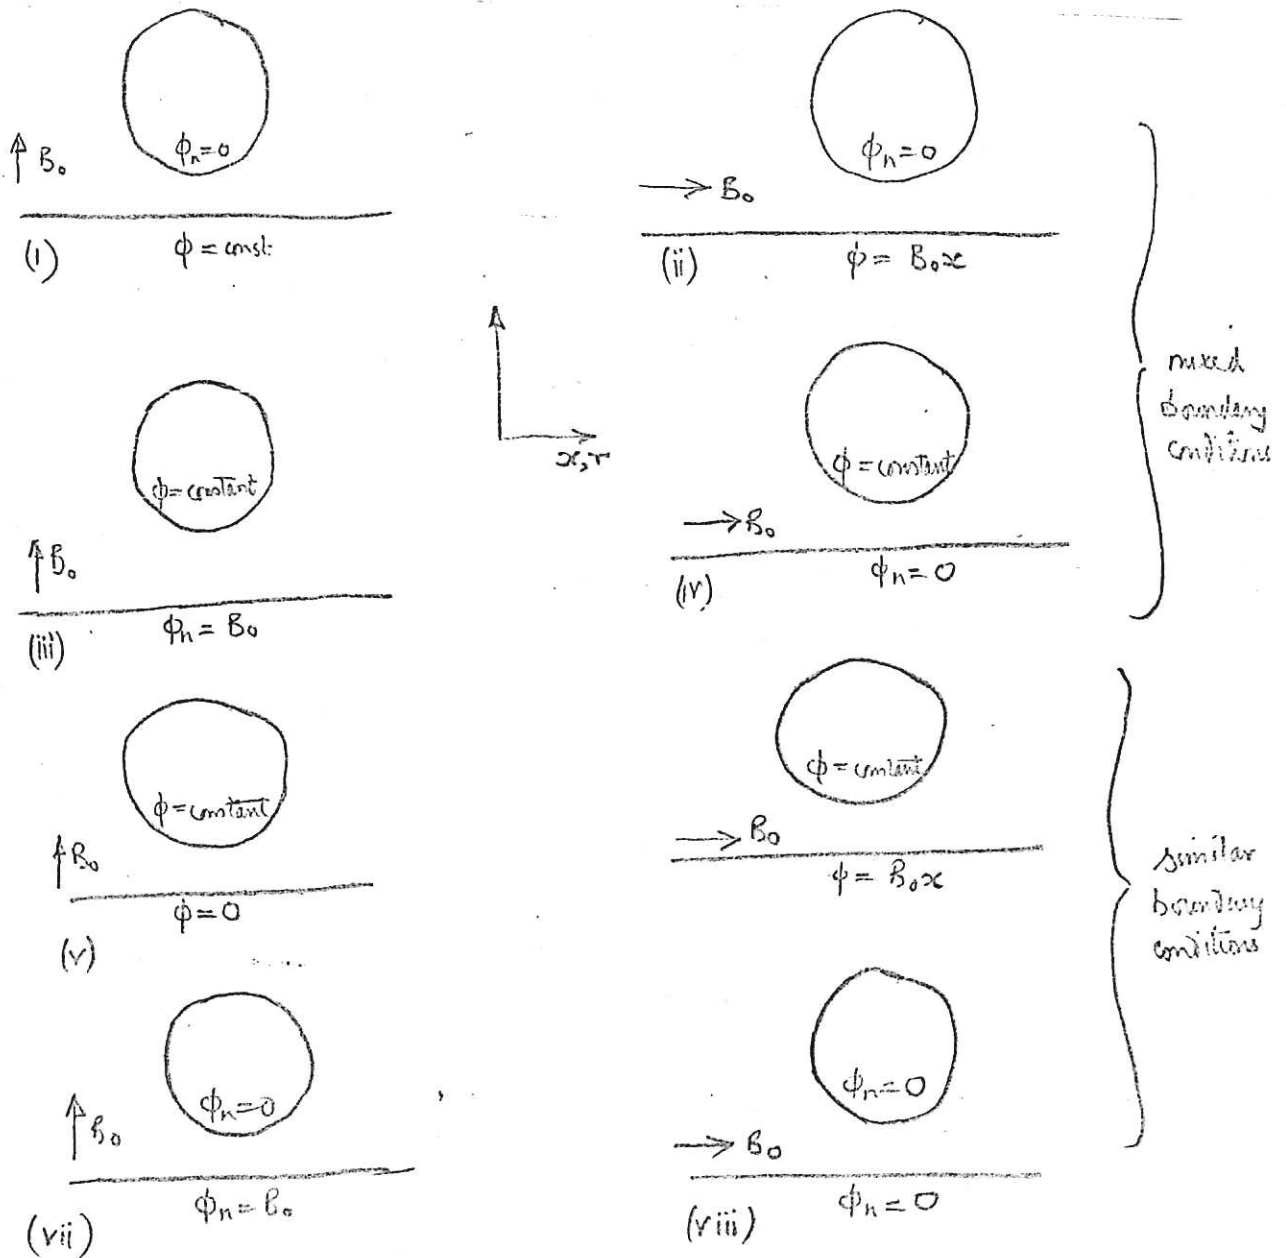 ϕₙ=0
↑ B₀
ϕ = const.
(i)
ϕₙ=0
→ B₀
ϕ = B₀x
(ii)
x,r
ϕ=constant
↑ B₀
ϕₙ = B₀
(iii)
ϕ=constant
→ B₀
ϕₙ = 0
(iv)
mixed
boundary
conditions
ϕ=constant
↑ B₀
ϕ=0
(v)
ϕ=constant
→ B₀
ϕ = B₀x
ϕₙ=0
↑ B₀
ϕₙ = B₀
(vii)
ϕₙ=0
→ B₀
ϕₙ = 0
(viii)
similar
boundary
conditions